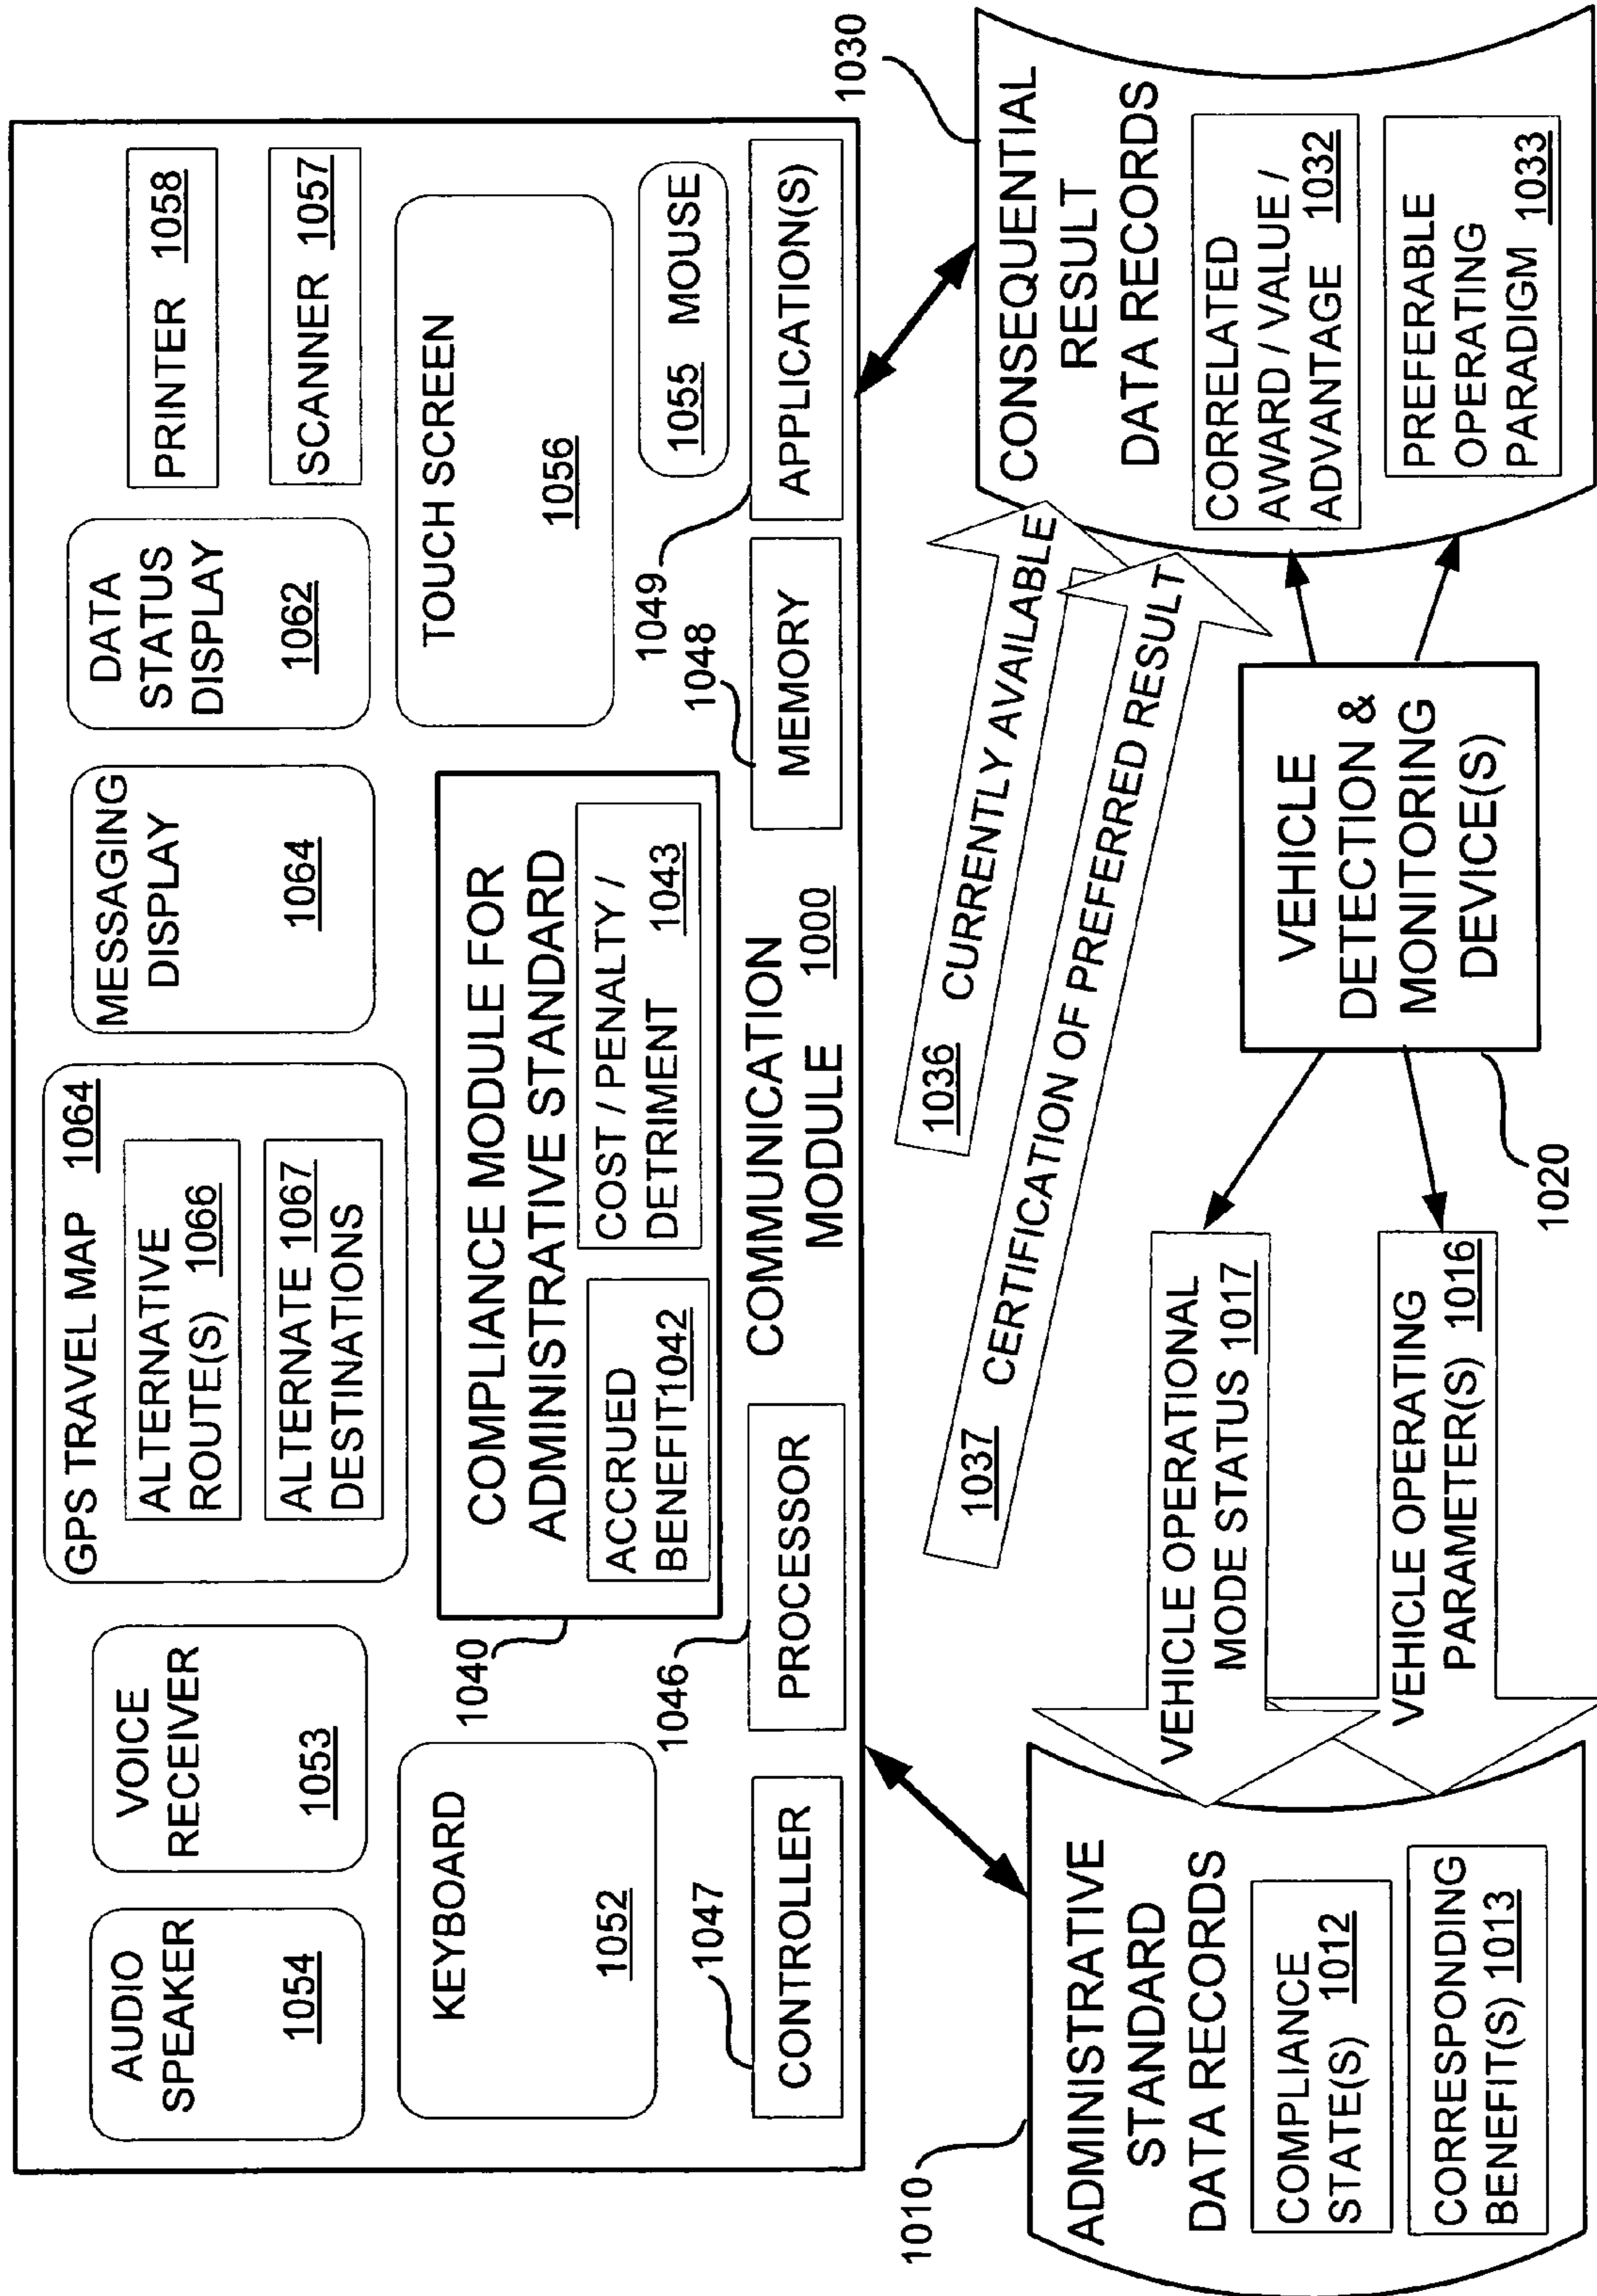 AUDIO
SPEAKER
1054
VOICE
RECEIVER
1053
GPS TRAVEL MAP 1064
ALTERNATIVE
ROUTE(S) 1066
ALTERNATE 1067
DESTINATIONS
MESSAGING
DISPLAY
1064
DATA
STATUS
DISPLAY
1062
PRINTER 1058
SCANNER 1057
KEYBOARD
1052
1040
COMPLIANCE MODULE FOR
ADMINISTRATIVE STANDARD
ACCRUED
BENEFIT1042
COST / PENALTY /
DETRIMENT 1043
TOUCH SCREEN
1056
1055 MOUSE
1047
CONTROLLER
1046
PROCESSOR
COMMUNICATION
MODULE 1000
1048
MEMORY
1049
APPLICATION(S)
1030
1036 CURRENTLY AVAILABLE
1037 CERTIFICATION OF PREFERRED RESULT
1010
ADMINISTRATIVE
STANDARD
DATA RECORDS
COMPLIANCE
STATE(S) 1012
CORRESPONDING
BENEFIT(S) 1013
VEHICLE OPERATIONAL
MODE STATUS 1017
VEHICLE OPERATING
PARAMETER(S) 1016
1020
VEHICLE
DETECTION &
MONITORING
DEVICE(S)
CONSEQUENTIAL
RESULT
DATA RECORDS
CORRELATED
AWARD / VALUE /
ADVANTAGE 1032
PREFERABLE
OPERATING
PARADIGM 1033